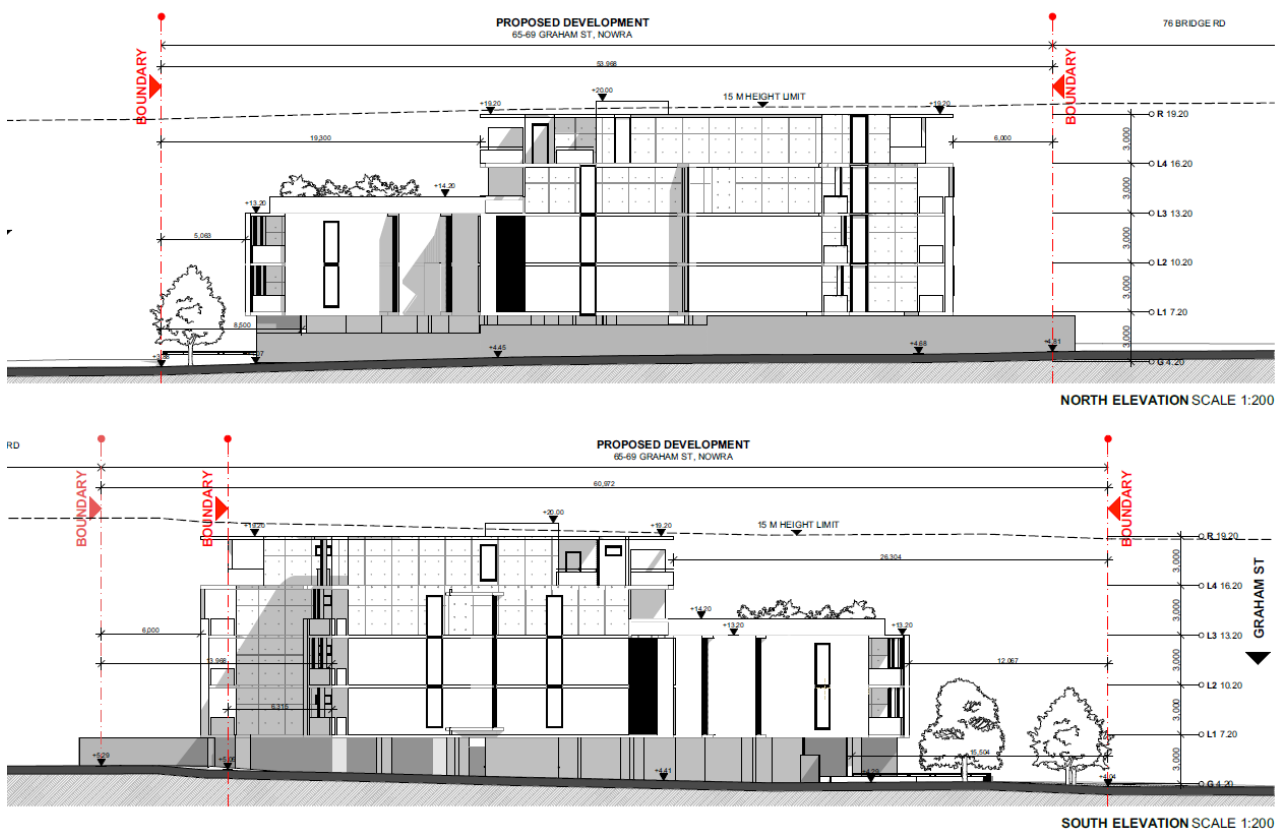 PROPOSED DEVELOPMENT
65-69 GRAHAM ST, NOWRA
76 BRIDGE RD
BOUNDARY
BOUNDARY
53,968
+20.00
15 M HEIGHT LIMIT
+19.20
+19.20
R 19.20
19,300
6,000
3,000
L4 16.20
+14.20
3,000
+13.20
L3 13.20
5,063
3,000
L2 10.20
3,000
L1 7.20
8,500
3,000
+4.45
+4.68
+4.81
G 4.20
NORTH ELEVATION SCALE 1:200
RD
PROPOSED DEVELOPMENT
65-69 GRAHAM ST, NOWRA
60,972
BOUNDARY
BOUNDARY
BOUNDARY
+20.00
+19.20
+19.20
15 M HEIGHT LIMIT
R 19.20
26,304
3,000
L4 16.20
GRAHAM ST
+14.20
3,000
6,000
+13.20
+13.20
L3 13.20
13,968
12,067
3,000
L2 10.20
3,000
L1 7.20
15,504
3,000
+4.41
+4.04
G 4.20
SOUTH ELEVATION SCALE 1:200